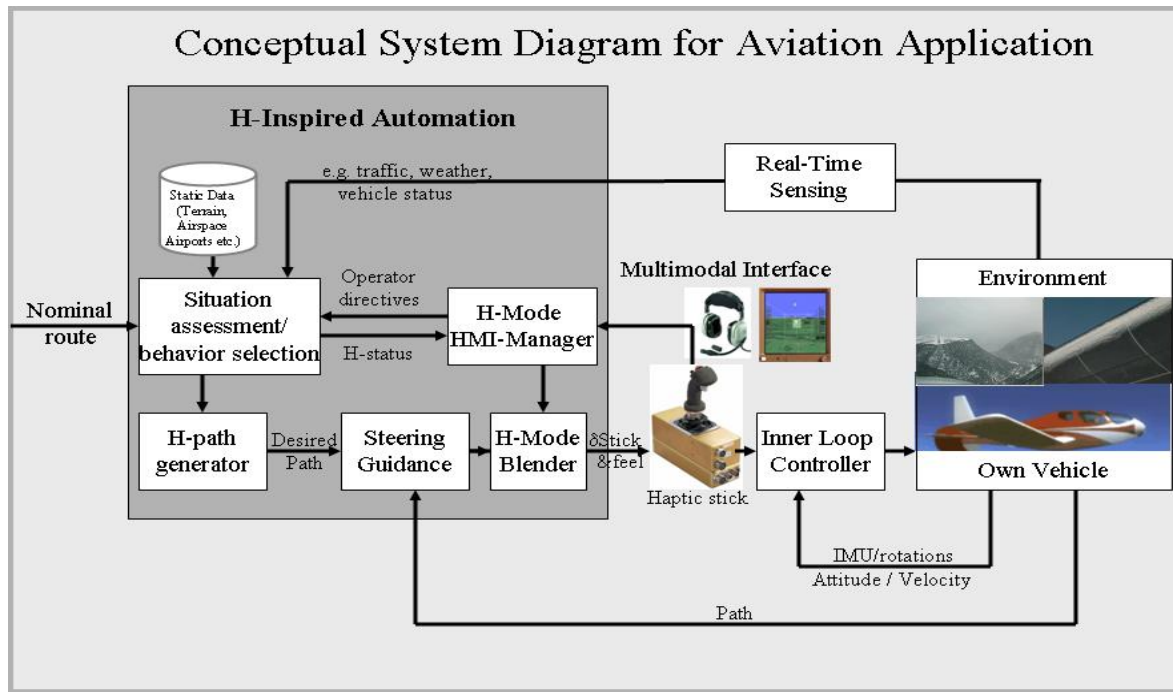 Conceptual System Diagram for Aviation Application
H-Inspired Automation
e.g. traffic, weather,
vehicle status
Real-Time
Sensing
Static Data
(Terrain,
Airspace
Airports etc.)
Multimodal Interface
Environment
Nominal
route
Situation
assessment/
behavior selection
Operator
directives
H-status
H-Mode
HMI-Manager
H-path
generator
Desired
Path
Steering
Guidance
H-Mode
Blender
δStick
&feel
Haptic stick
Inner Loop
Controller
Own Vehicle
IMU/rotations
Attitude / Velocity
Path